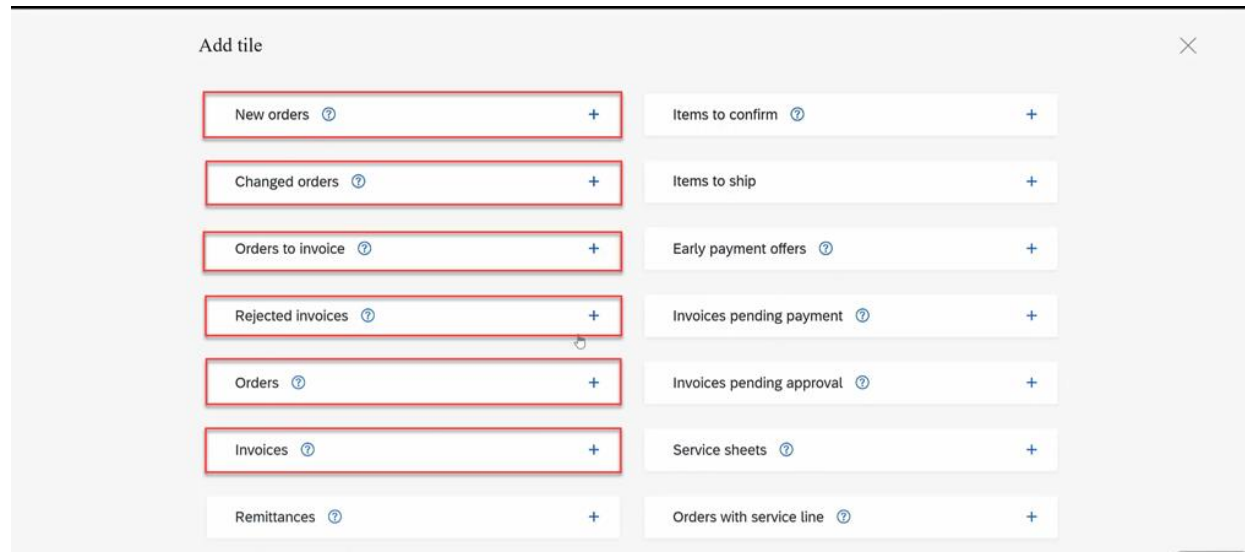 Add tile
New orders
Items to confirm
Changed orders
Items to ship
Orders to invoice
Early payment offers
Rejected invoices
Invoices pending payment
Orders
Invoices pending approval
Invoices
Service sheets
Remittances
Orders with service line